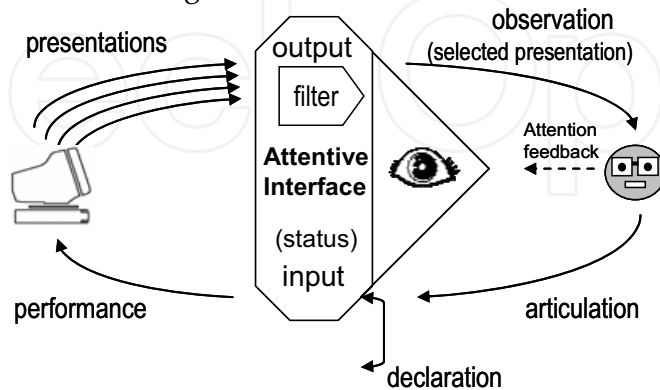 presentations
output
observation
(selected presentation)
filter
Attention
feedback
Attentive
Interface
(status)
input
performance
articulation
declaration